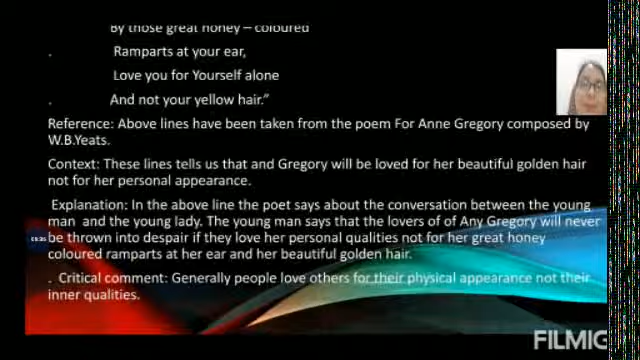 By those great honey – coloured
. Ramparts at your ear,
Love you for Yourself alone
. And not your yellow hair.”
Reference: Above lines have been taken from the poem For Anne Gregory composed by
W.B.Yeats.
Context: These lines tells us that and Gregory will be loved for her beautiful golden hair
not for her personal appearance.
Explanation: In the above line the poet says about the conversation between the young
man and the young lady. The young man says that the lovers of of Any Gregory will never
be thrown into despair if they love her personal qualities not for her great honey
coloured ramparts at her ear and her beautiful golden hair.
. Critical comment: Generally people love others for their physical appearance not their
inner qualities.
FILMIG